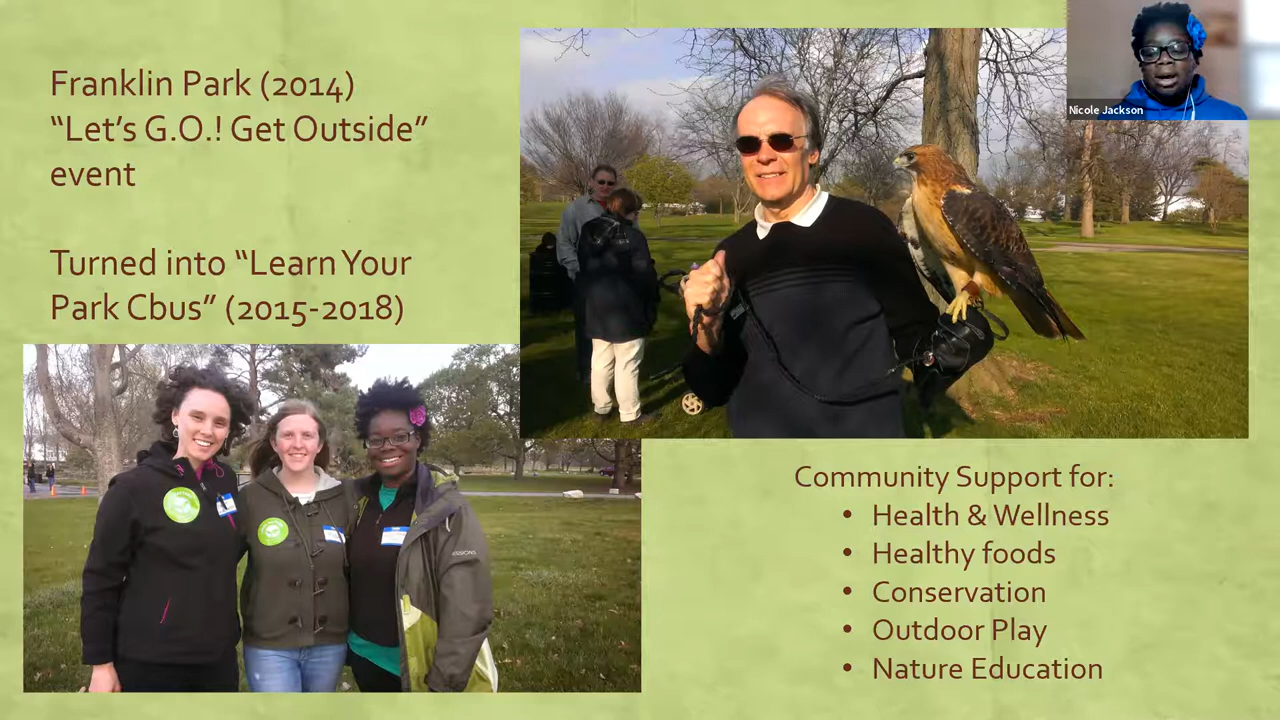 Franklin Park (2014)
“Let’s G.O.! Get Outside”
event
Turned into “Learn Your
Park Cbus” (2015-2018)
Nicole Jackson
Community Support for:
• Health & Wellness
• Healthy foods
• Conservation
• Outdoor Play
• Nature Education